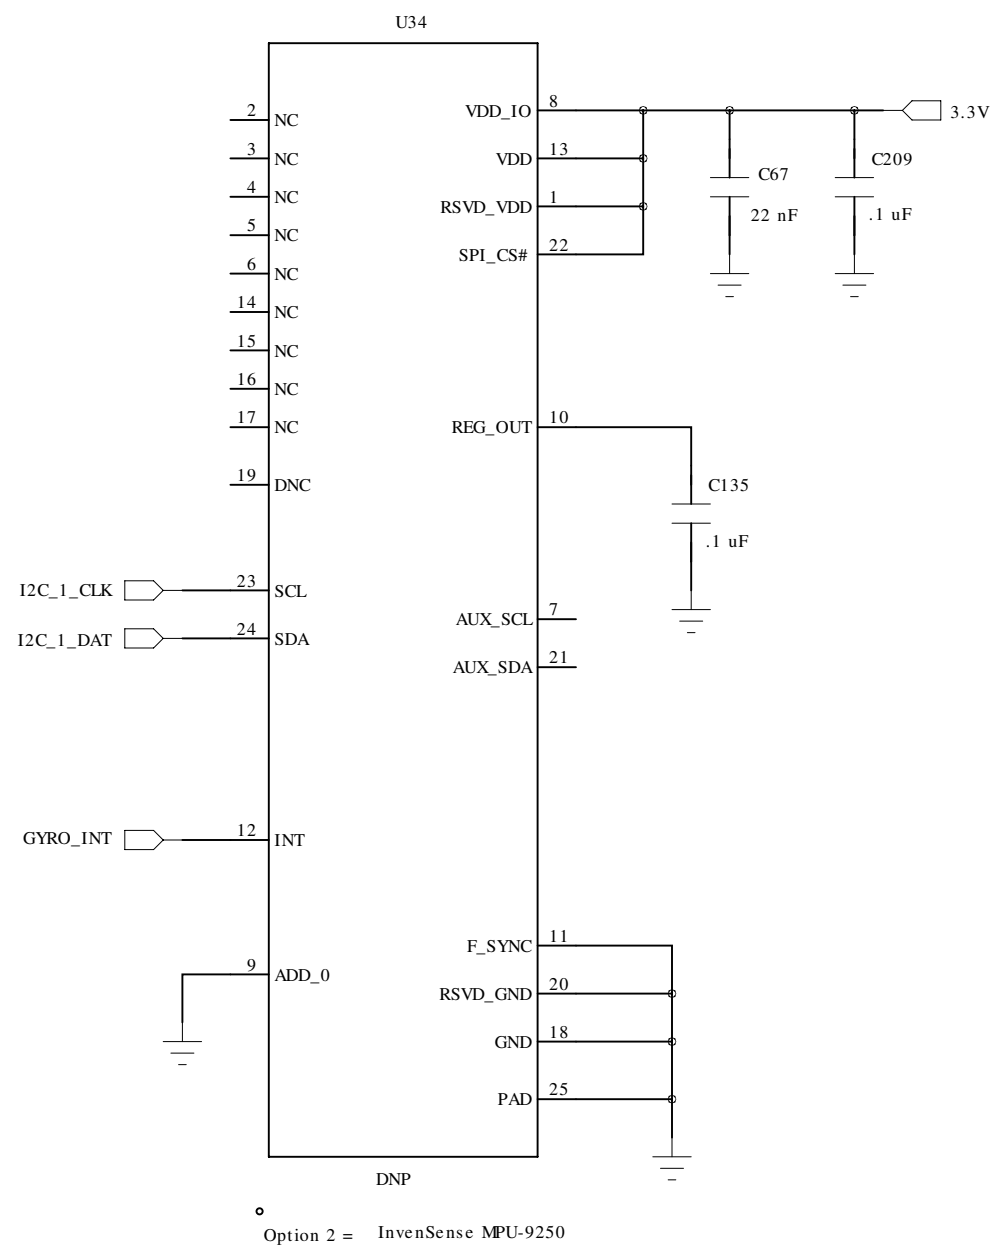 U34
2 NC
3 NC
4 NC
5 NC
6 NC
14 NC
15 NC
16 NC
17 NC
19 DNC
I2C_1_CLK 23 SCL
I2C_1_DAT 24 SDA
GYRO_INT 12 INT
9 ADD_0
VDD_IO 8 3.3V
VDD 13
RSVD_VDD 1
SPI_CS# 22
C67
22 nF
C209
.1 uF
REG_OUT 10
C135
.1 uF
AUX_SCL 7
AUX_SDA 21
F_SYNC 11
RSVD_GND 20
GND 18
PAD 25
DNP
Option 2 = InvenSense MPU-9250